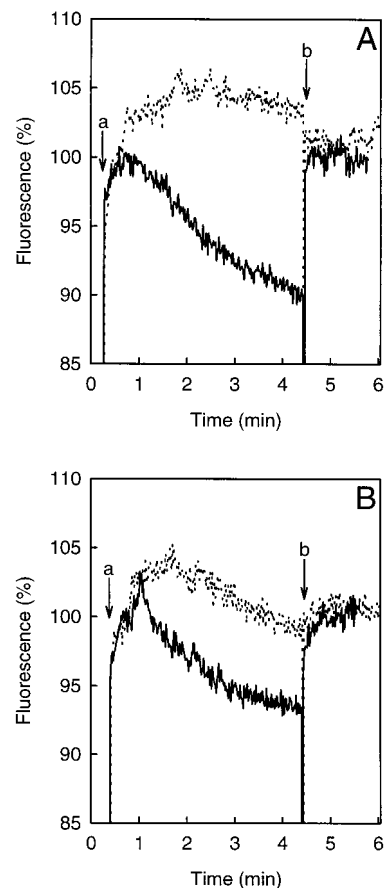 110
A
105
b
a
100
95
90
85
0 1 2 3 4 5 6
Fluorescence (%)
Time (min)
110
B
105
a
b
100
95
90
85
0 1 2 3 4 5 6
Fluorescence (%)
Time (min)